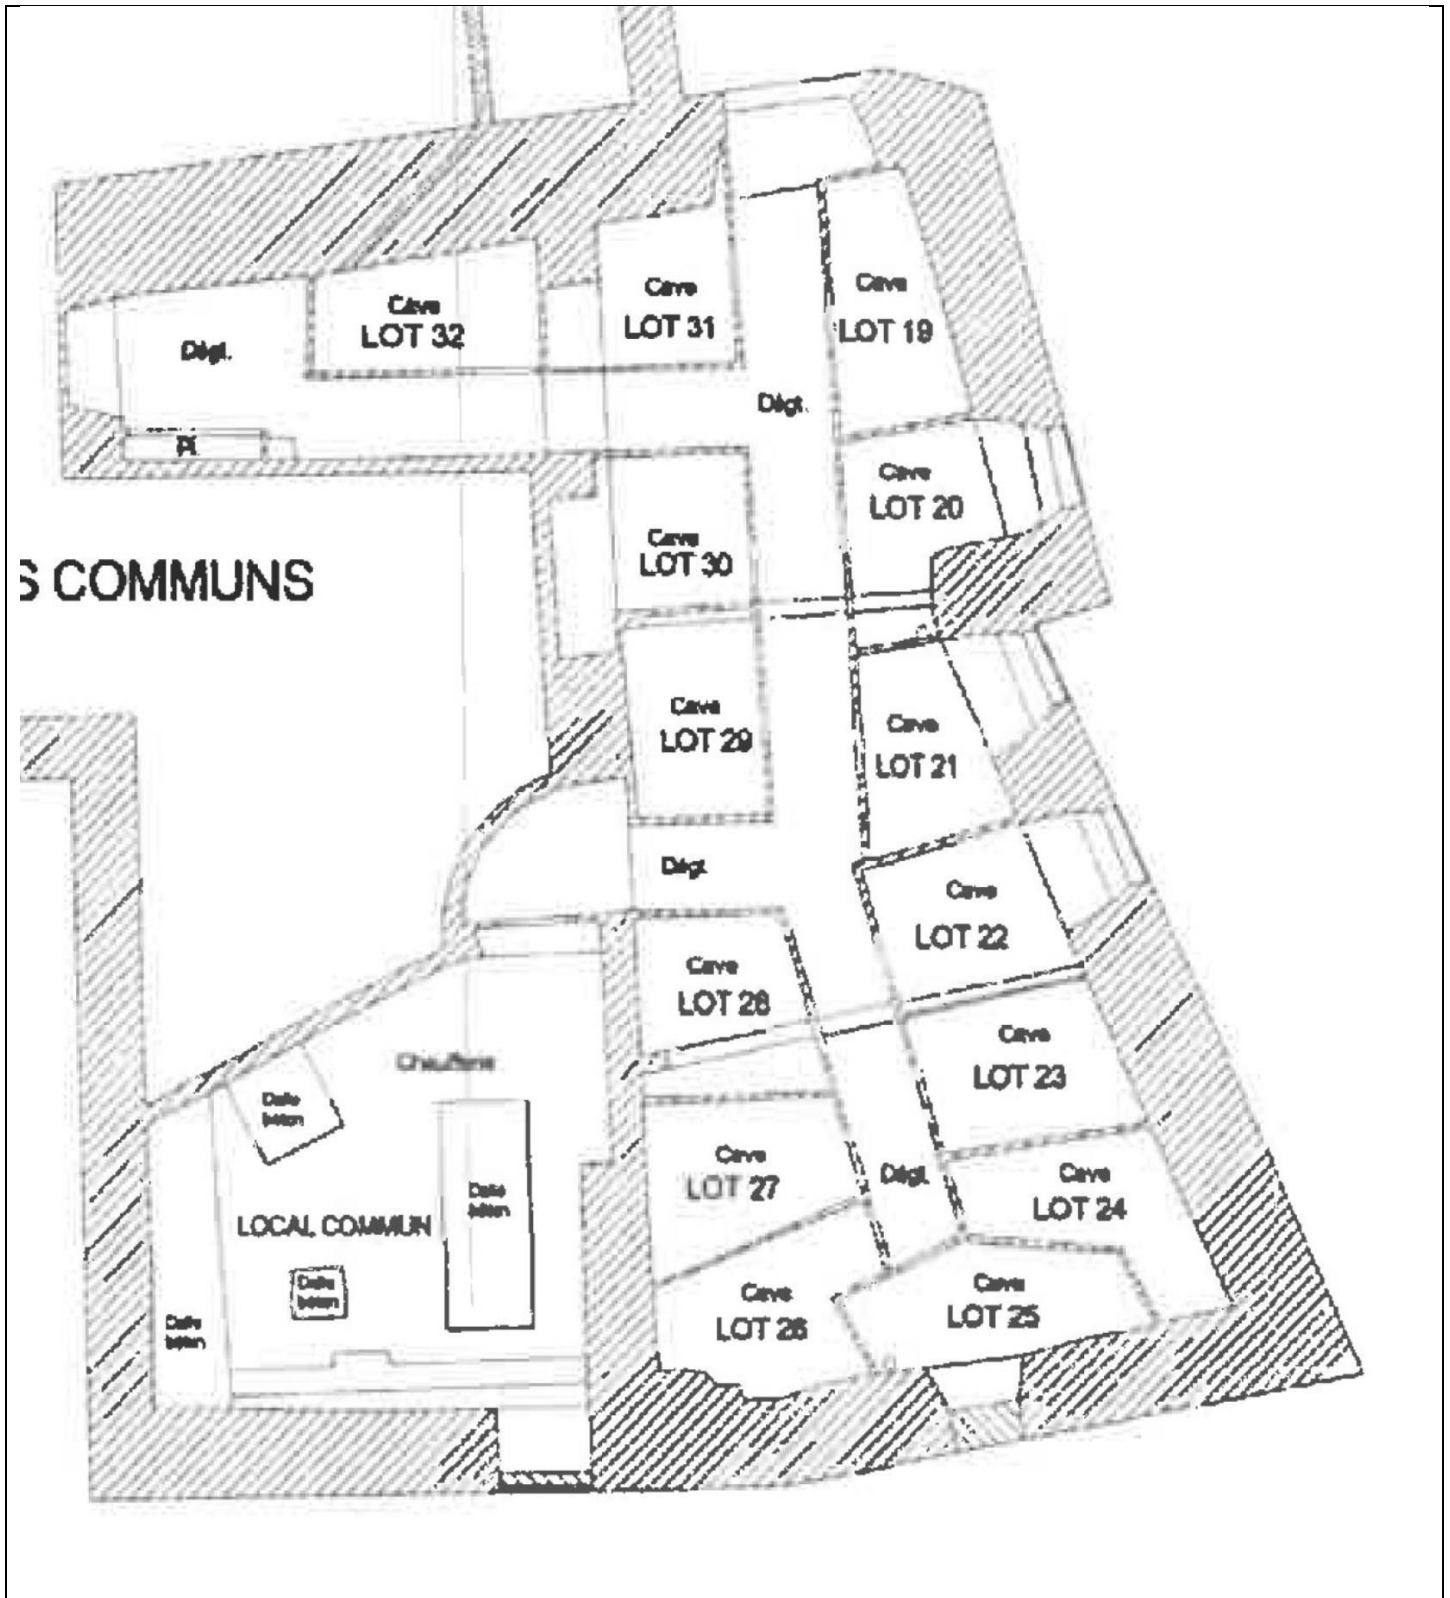 Cave
LOT 32
Cave
LOT 31
Cave
LOT 19
Dégt.
Pl.
Dégt.
Cave
LOT 20
Cave
LOT 30
S COMMUNS
Cave
LOT 29
Cave
LOT 21
Dégt.
Cave
LOT 22
Cave
LOT 28
Chaufferie
Cave
LOT 23
Dalle
béton
Cave
LOT 27
Dégt.
Cave
LOT 24
Dalle
béton
LOCAL COMMUN
Dalle
béton
Dalle
béton
Cave
LOT 26
Cave
LOT 25